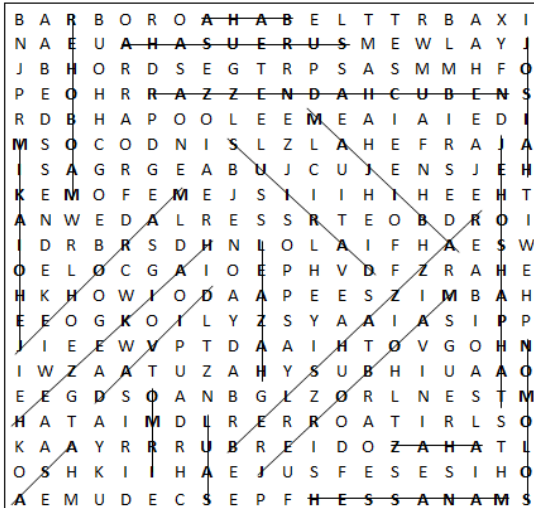 B A R B O R O A H A B E L T T R B A X I
N A E U A H A S U E R U S M E W L A Y J
J B H O R D S E G T R P S A S M M H F O
P E O H R R A Z Z E N D A H C U B E N S
R D B H A P O O L E E M E A I A I E D I
M S O C O D N I S L Z L A H E F R A J A
I S A G R G E A B U J C U J E N S J E H
K E M O F E M E J S I I I H I H E E H T
A N W E D A L R E S S R T E O B D R O I
I D R B R S D H N L O L A I F H A E S W
O E L O C G A I O E P H V D F Z R A H E
H K H O W I O D A A P E E S Z I M B A H
E E O G K O I L Y Z S Y A A I A S I P P
J I E E W V P T D A A I H T O V G O H N
I W Z A A T U Z A H Y S U B H I U A A O
E E G D S O A N B G L Z O R L N E S T M
H A T A I M D L R E R R O A T I R L S O
K A A Y R R R U B R E I D O Z A H A T L
O S H K I I H A E J U S F E S E S I H O
A E M U D E C S E P F H E S S A N A M S